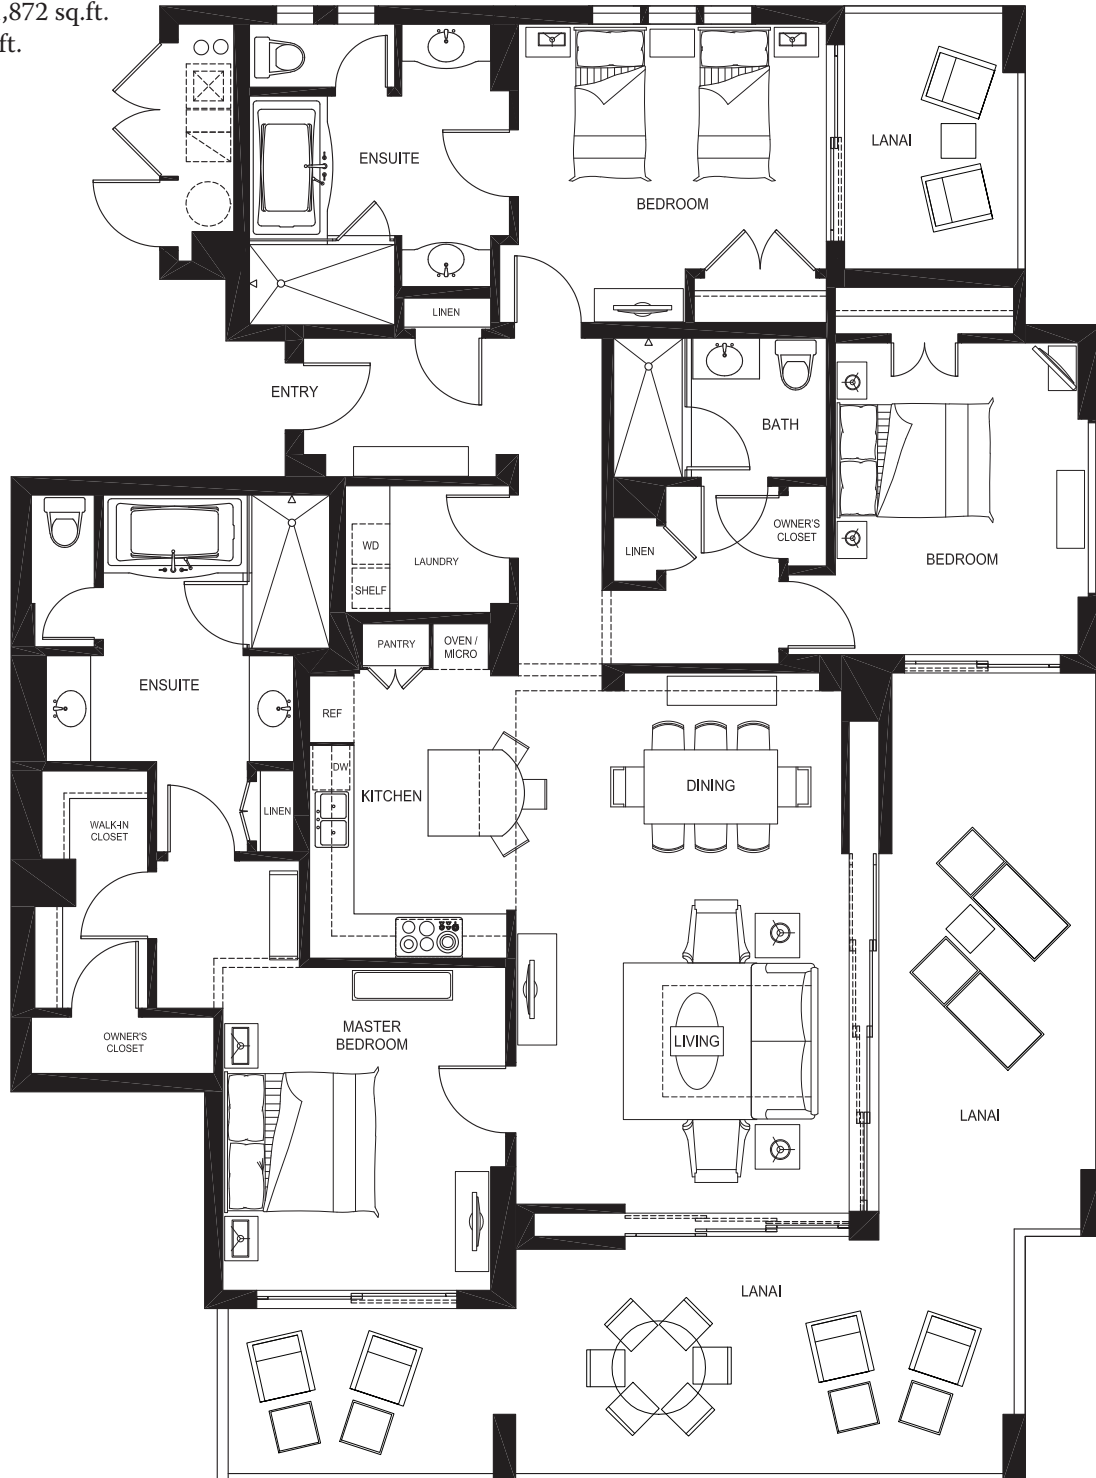 ,872 sq.ft.
ft.
LANAI
ENSUITE
BEDROOM
LINEN
ENTRY
BATH
OWNER'S
CLOSET
LINEN
BEDROOM
WD
LAUNDRY
SHELF
PANTRY
OVEN /
MICRO
ENSUITE
REF
DW
KITCHEN
DINING
LINEN
WALK-IN
CLOSET
OWNER'S
CLOSET
MASTER
BEDROOM
LIVING
LANAI
LANAI